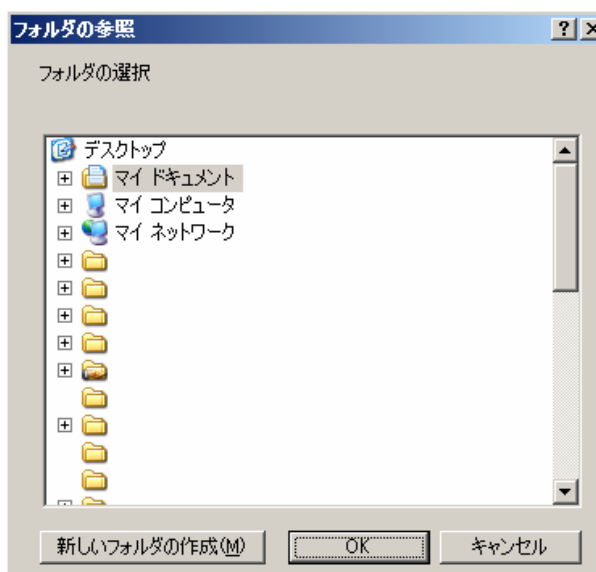 フォルダの参照
フォルダの選択
デスクトップ
マイ ドキュメント
マイ コンピュータ
マイ ネットワーク
新しいフォルダの作成(M) OK キャンセル